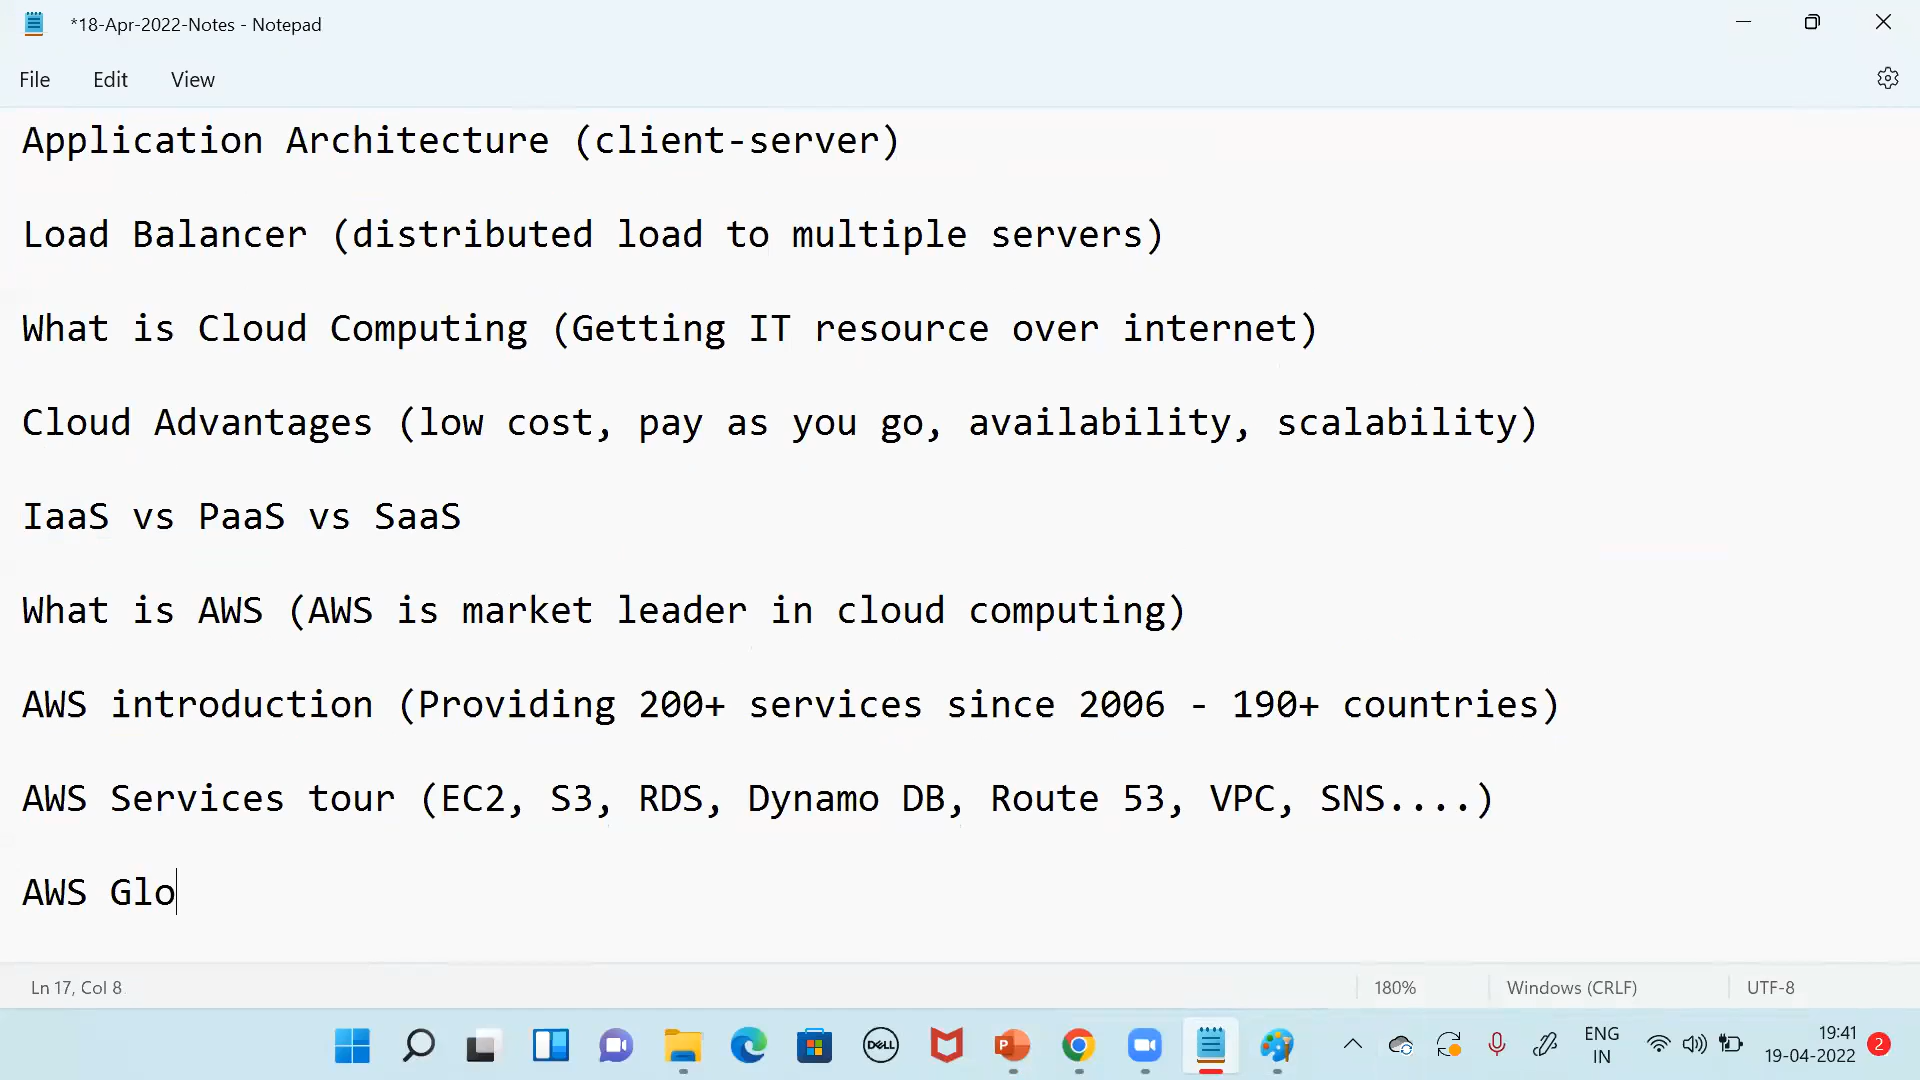 *18-Apr-2022-Notes - Notepad
File Edit View
Application Architecture (client-server)
Load Balancer (distributed load to multiple servers)
What is Cloud Computing (Getting IT resource over internet)
Cloud Advantages (low cost, pay as you go, availability, scalability)
IaaS vs PaaS vs SaaS
What is AWS (AWS is market leader in cloud computing)
AWS introduction (Providing 200+ services since 2006 - 190+ countries)
AWS Services tour (EC2, S3, RDS, Dynamo DB, Route 53, VPC, SNS....)
AWS Glo
Ln 17, Col 8 180% Windows (CRLF) UTF-8
DELL P ENG 19:41 2
IN 19-04-2022